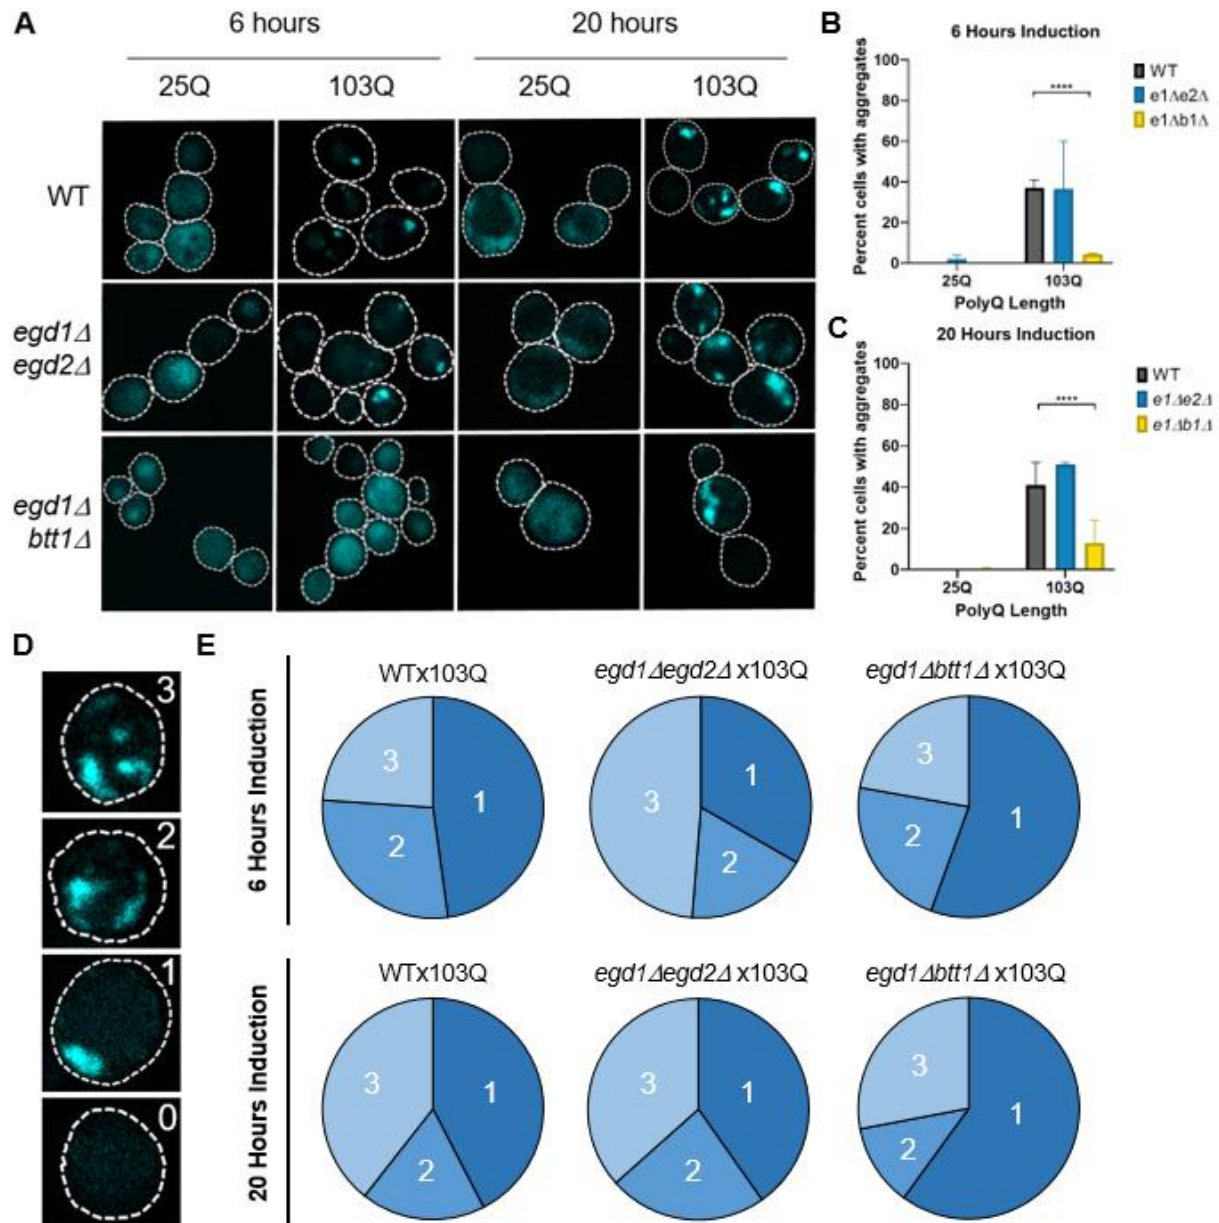 A
6 hours
20 hours
25Q
103Q
25Q
103Q
WT
egd1Δ
egd2Δ
egd1Δ
btt1Δ
B
6 Hours Induction
Percent cells with aggregates
100
80
60
40
20
0
****
25Q
103Q
PolyQ Length
WT
e1Δe2Δ
e1Δb1Δ
C
20 Hours Induction
Percent cells with aggregates
100
80
60
40
20
0
****
25Q
103Q
PolyQ Length
WT
e1Δe2Δ
e1Δb1Δ
D
3
2
1
0
E
6 Hours Induction
WTx103Q
3
1
2
egd1Δegd2Δ x103Q
3
1
2
egd1Δbtt1Δ x103Q
3
1
2
20 Hours Induction
WTx103Q
3
1
2
egd1Δegd2Δ x103Q
3
1
2
egd1Δbtt1Δ x103Q
3
1
2